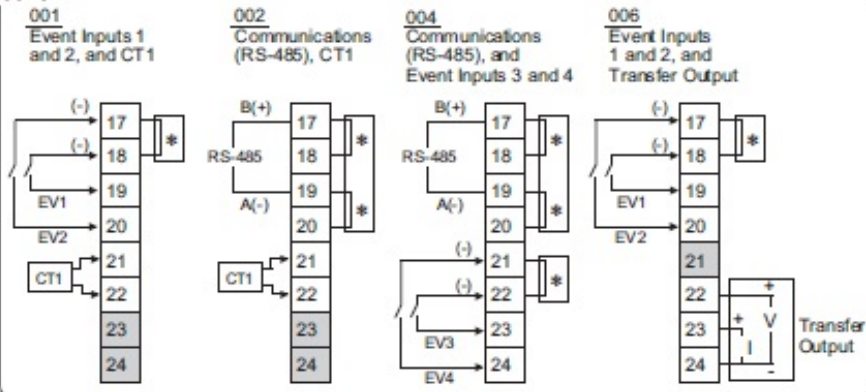 001
Event Inputs 1
and 2, and CT1
(-)
17
*
(-)
18
19
EV1
20
EV2
21
CT1
22
23
24
002
Communications
(RS-485), CT1
B(+)
17
*
RS-485
18
19
A(-)
*
20
21
CT1
22
23
24
004
Communications
(RS-485), and
Event Inputs 3 and 4
B(+)
17
*
RS-485
18
19
A(-)
*
20
(-)
21
*
(-)
22
23
EV3
24
EV4
006
Event Inputs
1 and 2, and
Transfer Output
(-)
17
*
(-)
18
19
EV1
20
EV2
21
22
+
+
V
23
I
24
-
Transfer
Output